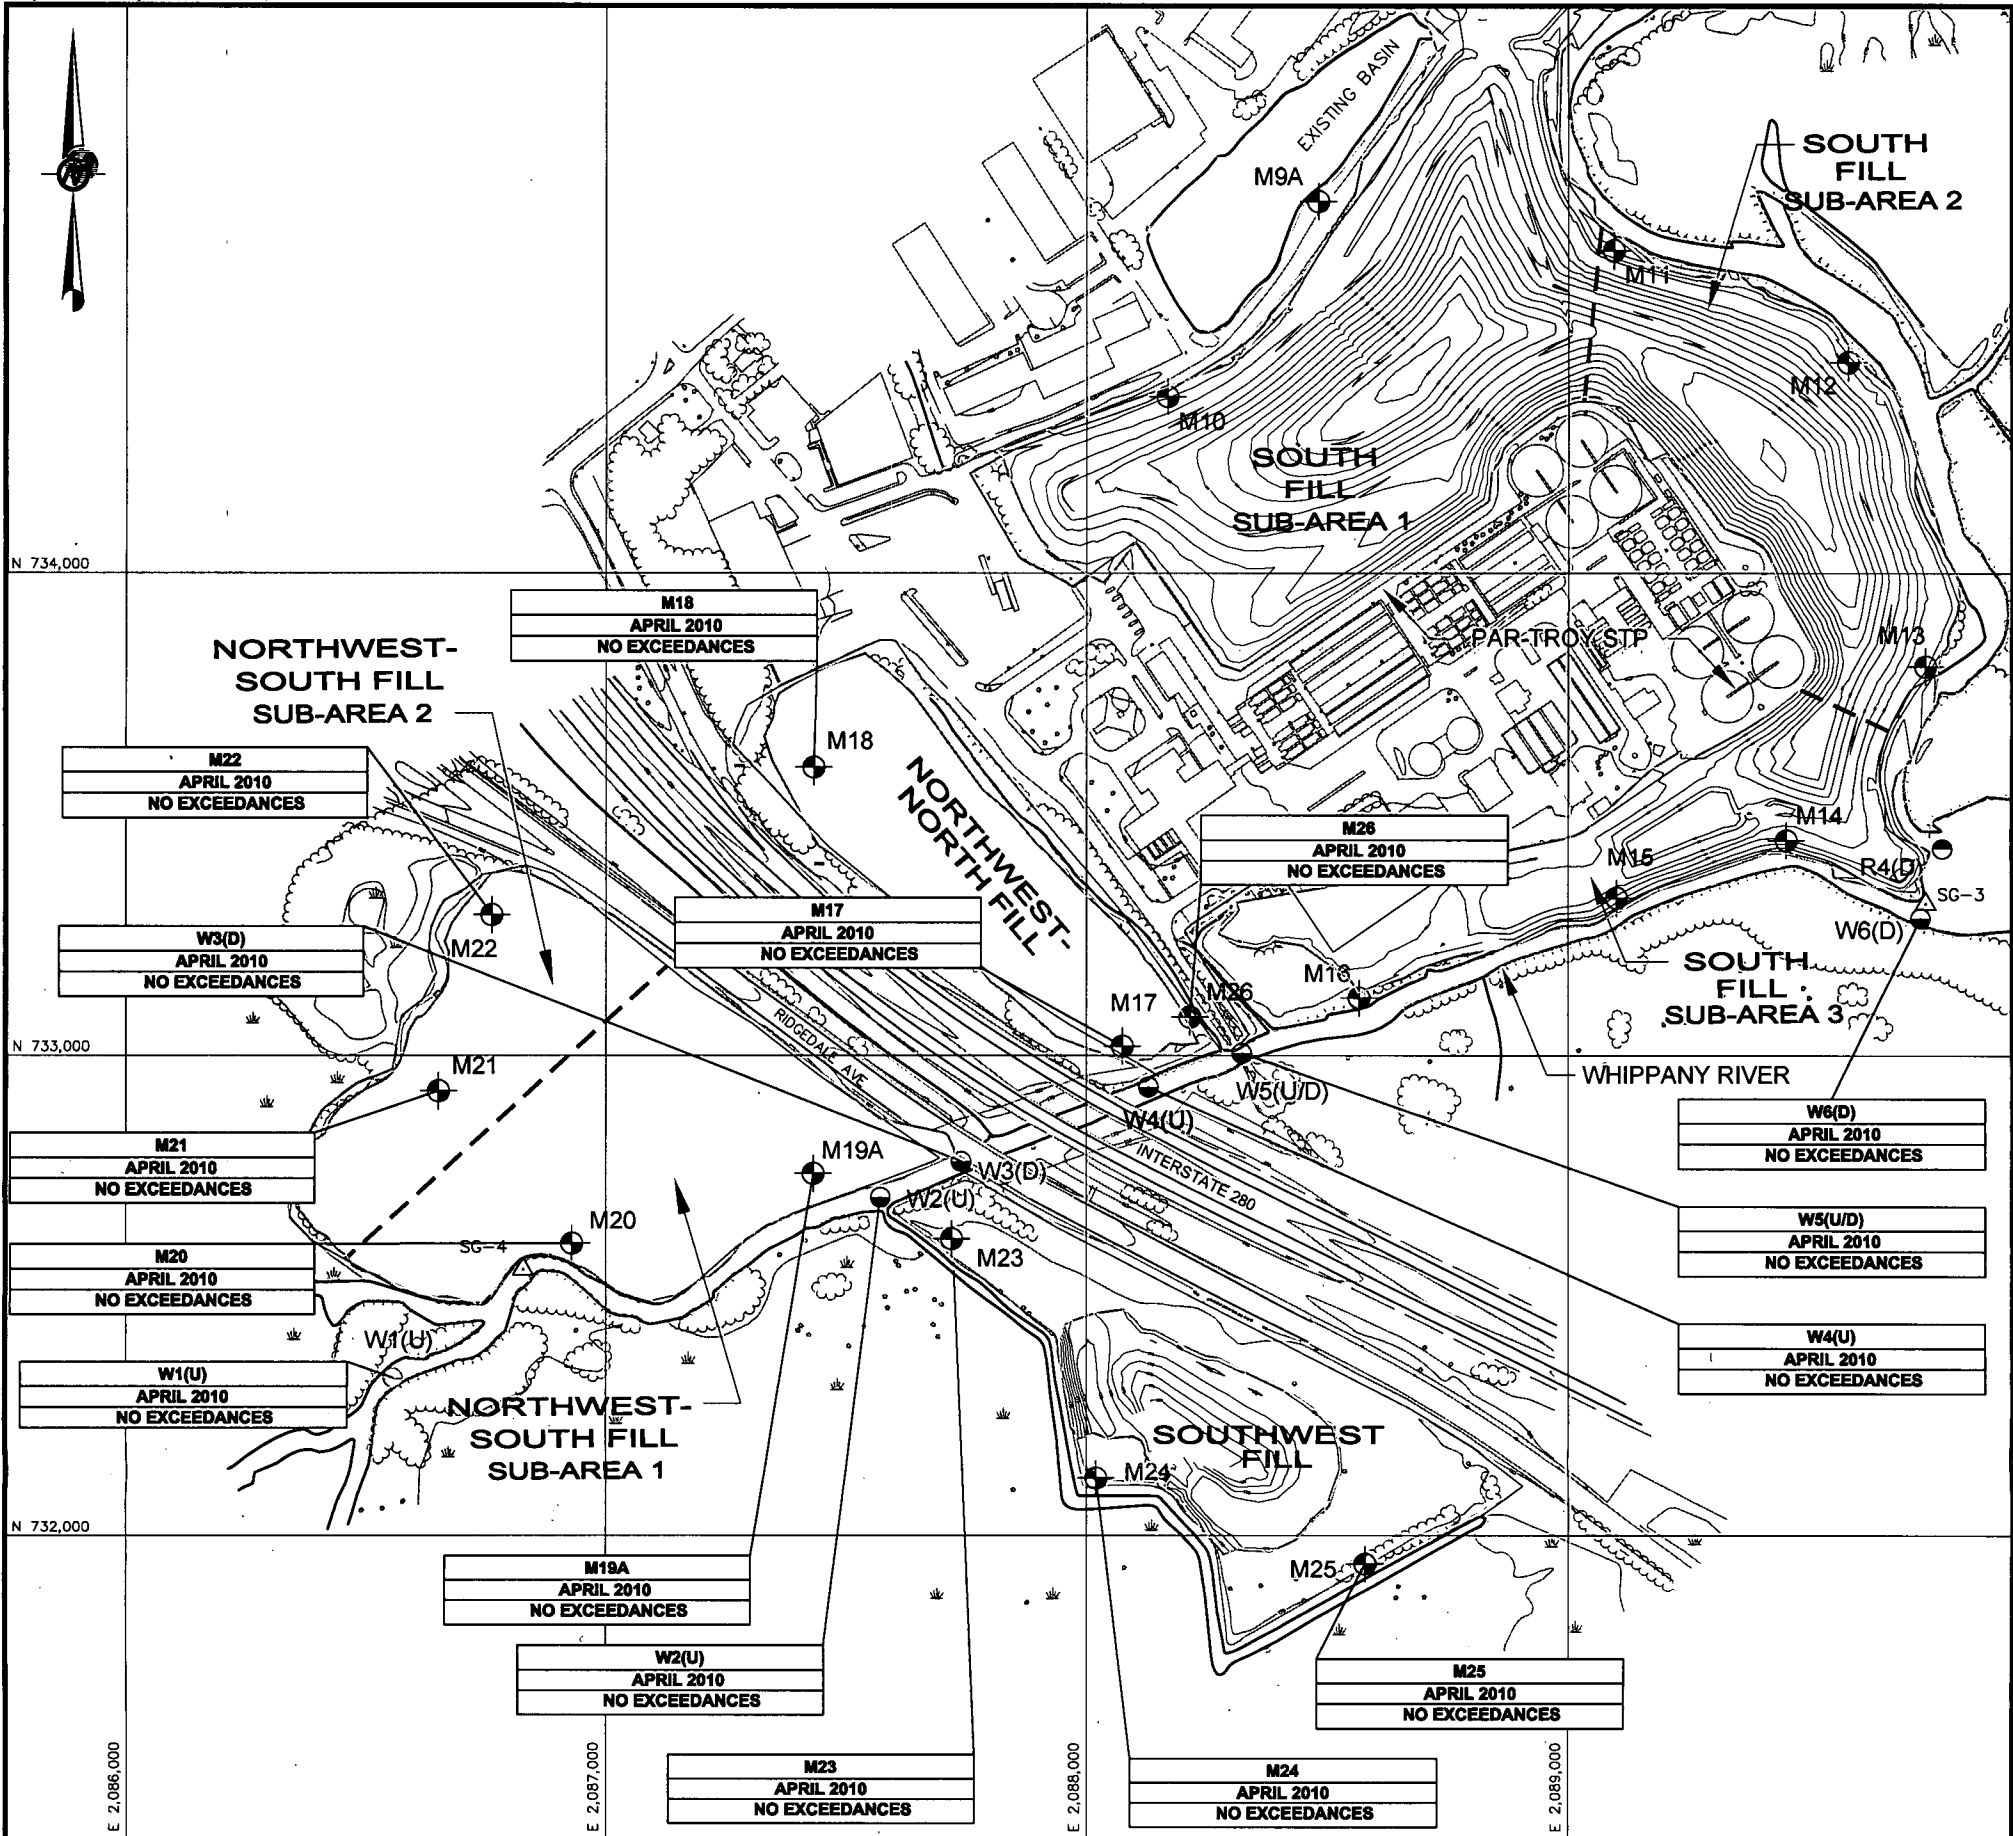 EXISTING BASIN
M9A
SOUTH
FILL
SUB-AREA 2
M11
M12
M10
SOUTH
FILL
SUB-AREA 1
N 734,000
M18
APRIL 2010
NO EXCEEDANCES
NORTHWEST-
SOUTH FILL
SUB-AREA 2
PAR-TROY STP
M13
M22
APRIL 2010
NO EXCEEDANCES
M18
NORTHWEST-
NORTH FILL
M26
APRIL 2010
NO EXCEEDANCES
M14
M15
R4(D)
SG-3
W6(D)
M22
W3(D)
APRIL 2010
NO EXCEEDANCES
M17
APRIL 2010
NO EXCEEDANCES
M16
SOUTH
FILL
SUB-AREA 3
M17
M26
RIDGEDALE AVE
N 733,000
M21
W5(U/D)
WHIPPANY RIVER
W4(U)
W6(D)
APRIL 2010
NO EXCEEDANCES
M21
APRIL 2010
NO EXCEEDANCES
M19A
W3(D)
INTERSTATE 280
W2(U)
M20
SG-4
M23
W5(U/D)
APRIL 2010
NO EXCEEDANCES
M20
APRIL 2010
NO EXCEEDANCES
W1(U)
W4(U)
APRIL 2010
NO EXCEEDANCES
W1(U)
APRIL 2010
NO EXCEEDANCES
NORTHWEST-
SOUTH FILL
SUB-AREA 1
SOUTHWEST
FILL
M24
N 732,000
M25
M19A
APRIL 2010
NO EXCEEDANCES
W2(U)
APRIL 2010
NO EXCEEDANCES
M25
APRIL 2010
NO EXCEEDANCES
M23
APRIL 2010
NO EXCEEDANCES
M24
APRIL 2010
NO EXCEEDANCES
E 2,086,000
E 2,087,000
E 2,088,000
E 2,089,000